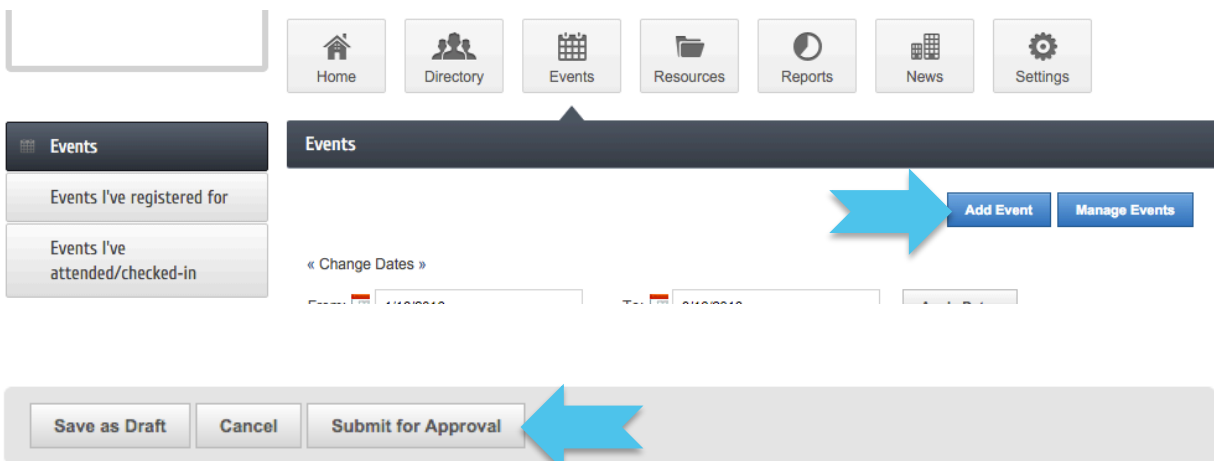 Home Directory Events Resources Reports News Settings
Events
Events I've registered for
Events I've
attended/checked-in
Events
Add Event Manage Events
« Change Dates »
Save as Draft Cancel Submit for Approval